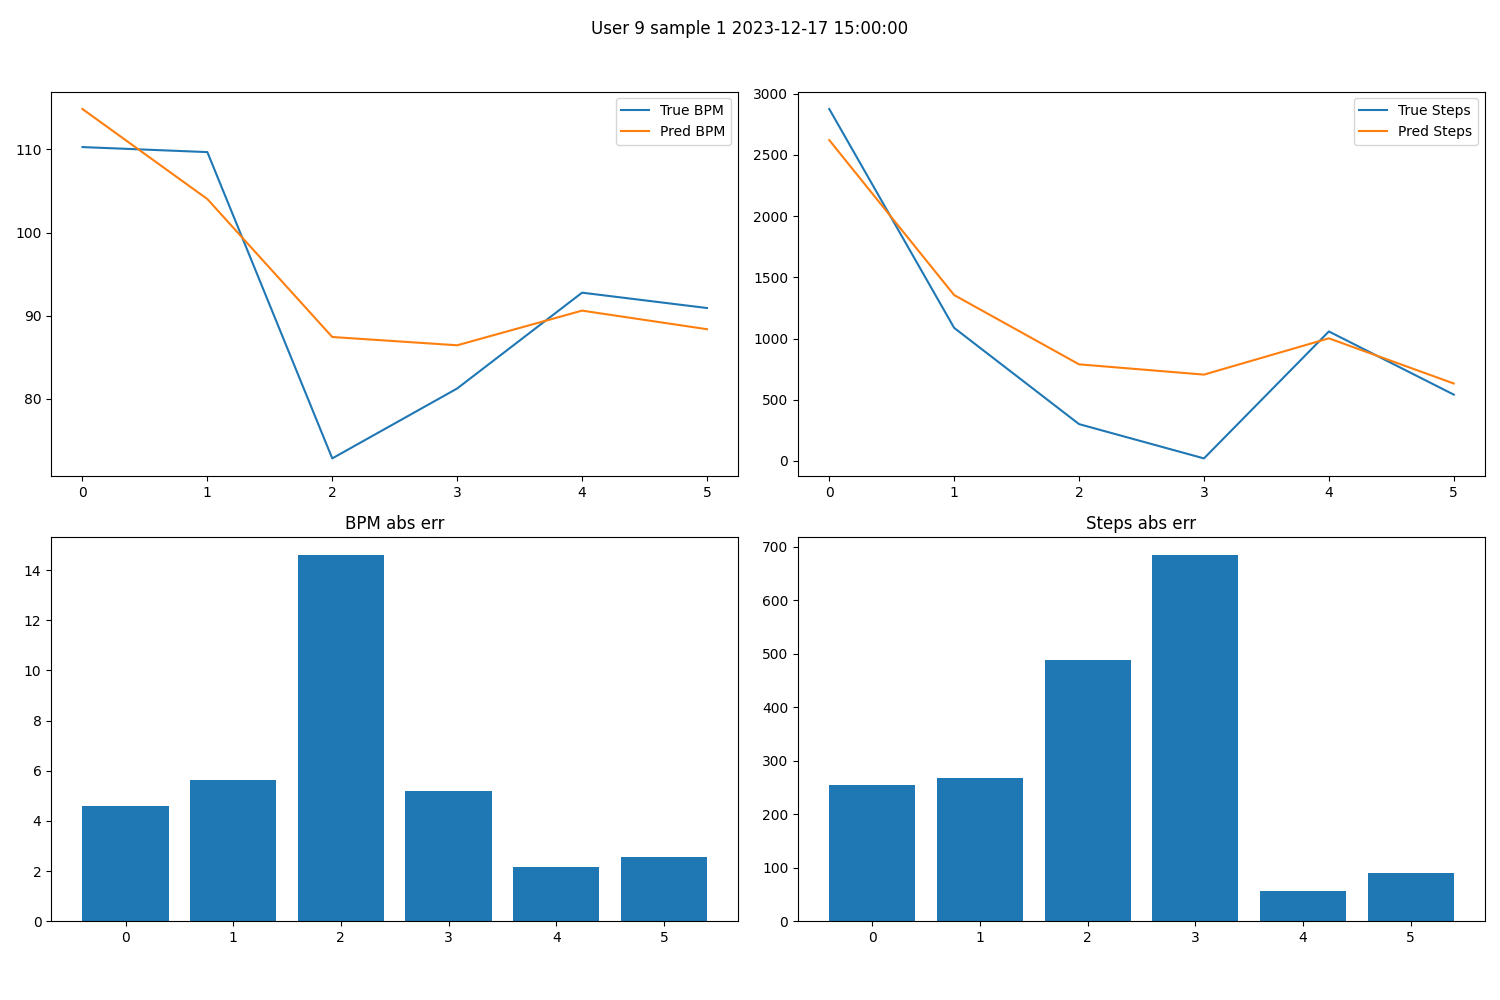 User 9 sample 1 2023-12-17 15:00:00
True BPM
Pred BPM
110
100
90
80
0 1 2 3 4 5
True Steps
Pred Steps
3000
2500
2000
1500
1000
500
0
0 1 2 3 4 5
BPM abs err
14
12
10
8
6
4
2
0
0 1 2 3 4 5
Steps abs err
700
600
500
400
300
200
100
0
0 1 2 3 4 5